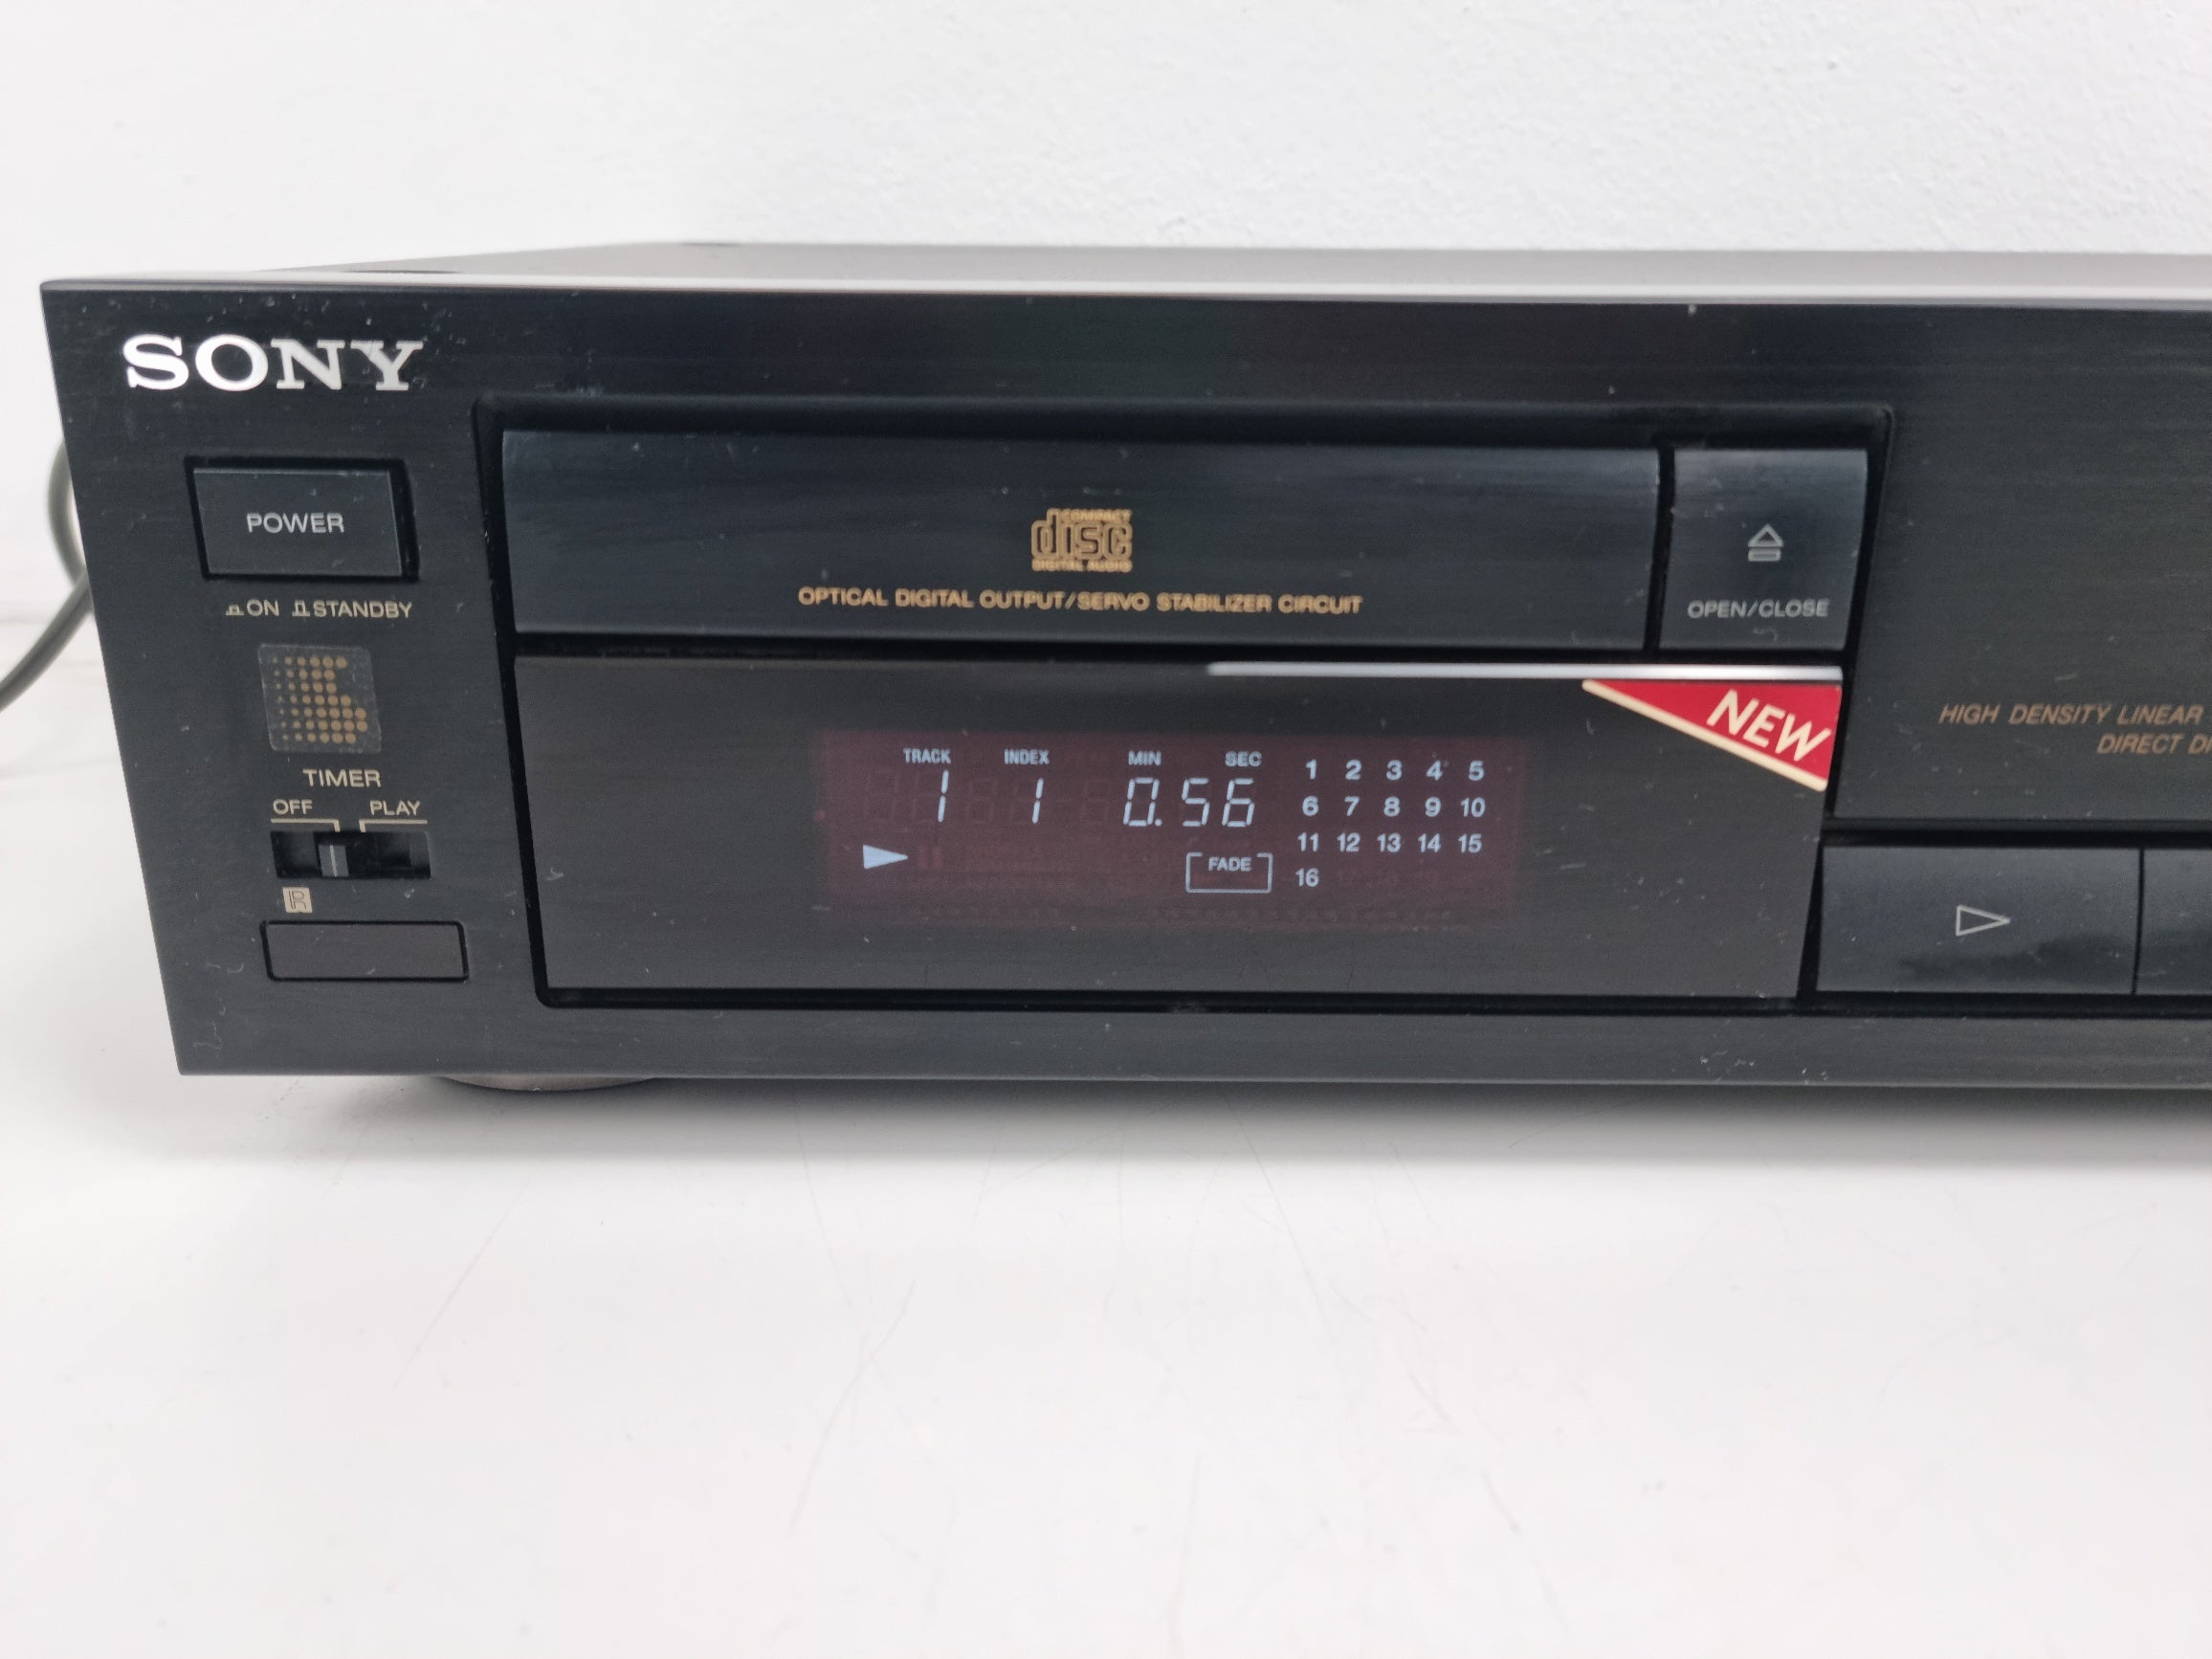 SONY
POWER
ON STANDBY
COMPACT
disc
DIGITAL AUDIO
OPTICAL DIGITAL OUTPUT/SERVO STABILIZER CIRCUIT
OPEN/CLOSE
TIMER
OFF PLAY
R
TRACK INDEX MIN SEC
1 1 0.56
FADE
1 2 3 4 5
6 7 8 9 10
11 12 13 14 15
16
NEW
HIGH DENSITY LINEAR
DIRECT